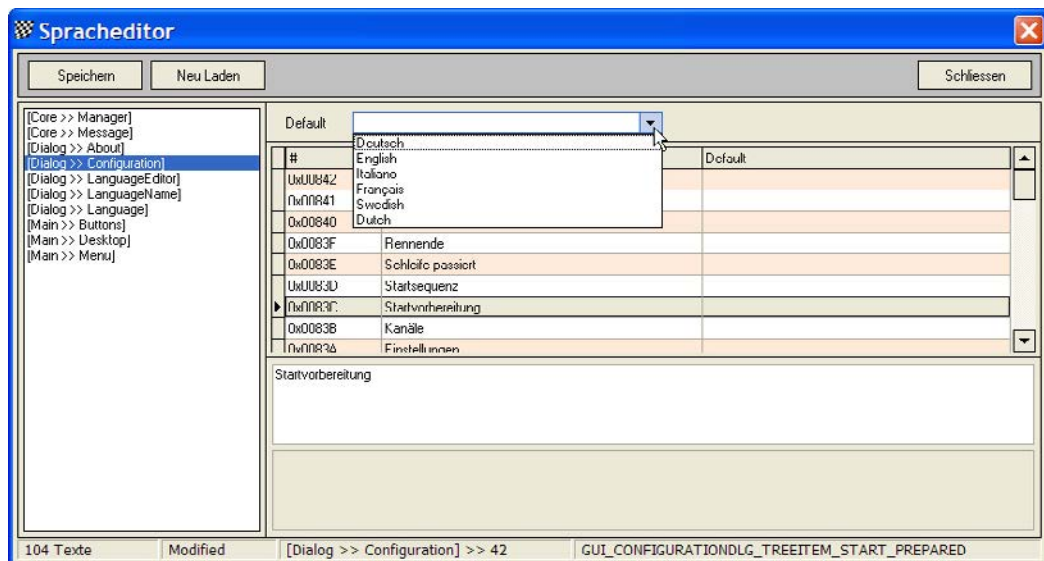 Spracheditor
Speichern Neu Laden Schliessen
[Core >> Manager]
[Core >> Message]
[Dialog >> About]
[Dialog >> Configuration]
[Dialog >> LanguageEditor]
[Dialog >> LanguageName]
[Dialog >> Language]
[Main >> Buttons]
[Main >> Desktop]
[Main >> Menu]
Default
Deutsch
English
Italiano
Français
Swedish
Dutch
# Default
0x00842
0x00841
0x00840
0x0083F Rennende
0x0083E Schleife passiert
0x0083D Startsequenz
0x0083C Startvorbereitung
0x0083B Kanäle
0x0083A Einstellungen
Startvorbereitung
104 Texte Modified [Dialog >> Configuration] >> 42 GUI_CONFIGURATIONDLG_TREEITEM_START_PREPARED